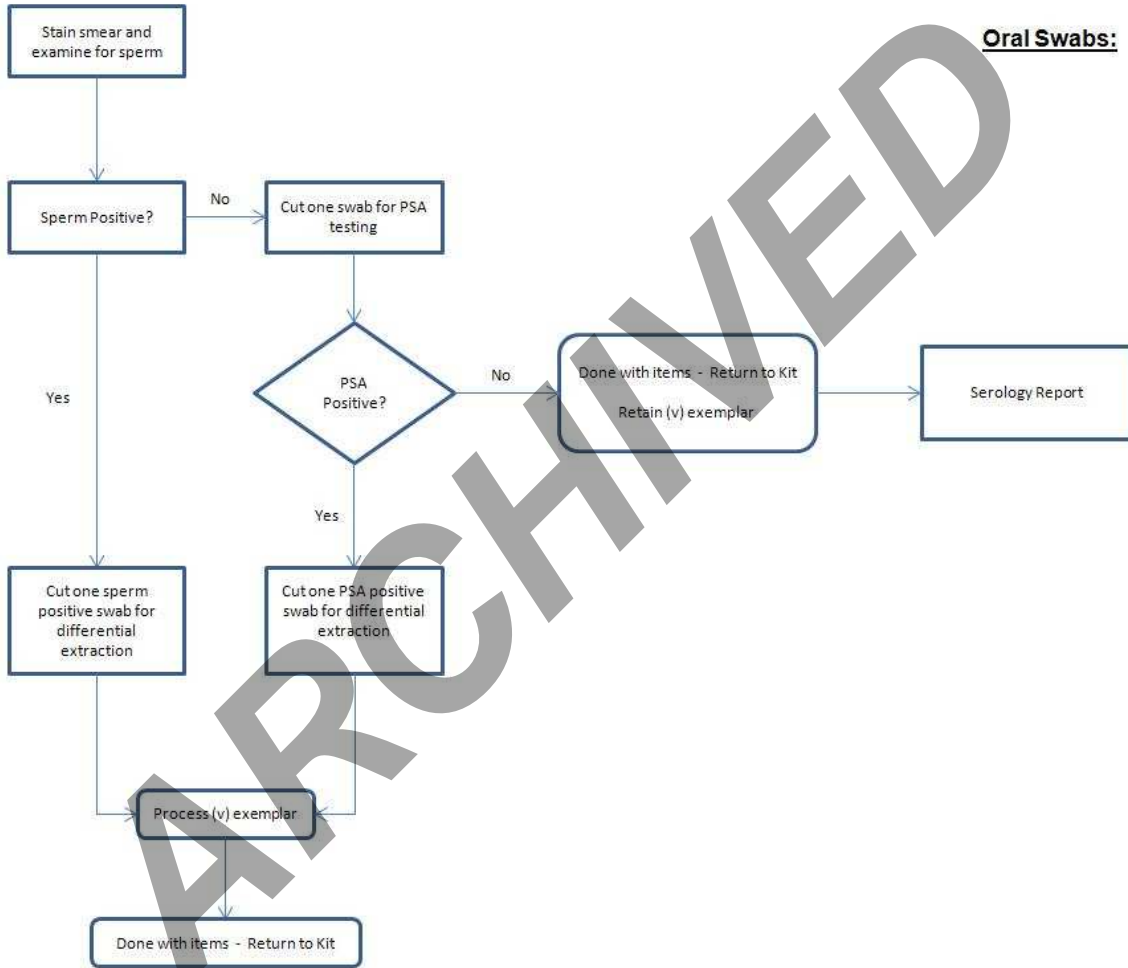 Oral Swabs:
Stain smear and
examine for sperm
Sperm Positive?
No
Cut one swab for PSA
testing
Yes
PSA
Positive?
No
Done with items - Return to Kit
Retain (v) exemplar
Serology Report
Yes
Cut one sperm
positive swab for
differential
extraction
Cut one PSA positive
swab for differential
extraction
Process (v) exemplar
Done with items - Return to Kit
ARCHIVED